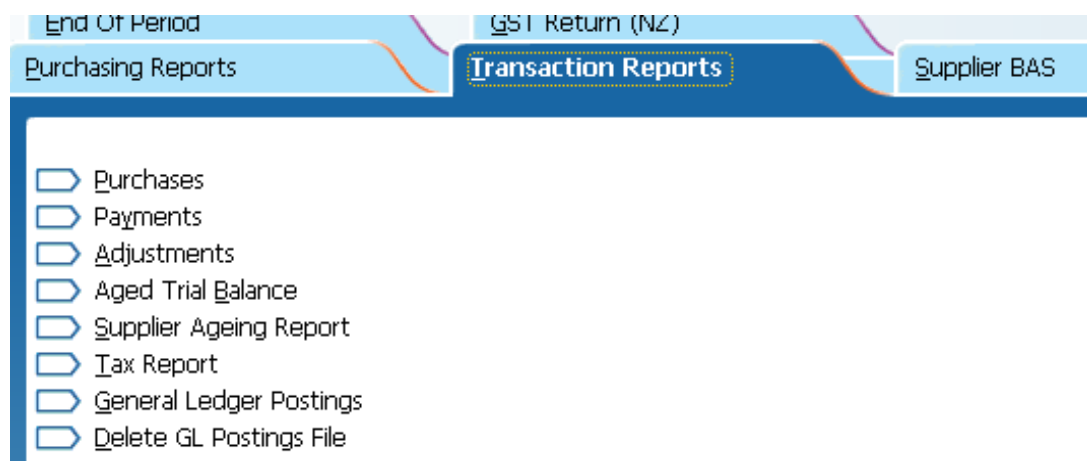 End Of Period GST Return (NZ)
Purchasing Reports Transaction Reports Supplier BAS
Purchases
Payments
Adjustments
Aged Trial Balance
Supplier Ageing Report
Tax Report
General Ledger Postings
Delete GL Postings File